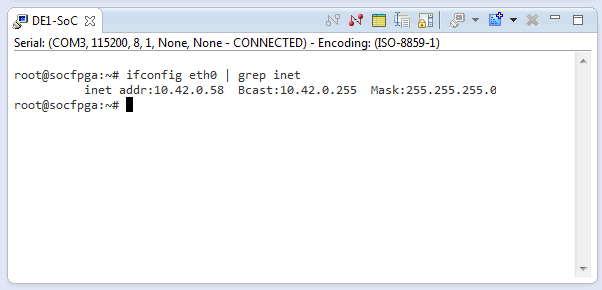 DE1-SoC
Serial: (COM3, 115200, 8, 1, None, None - CONNECTED) - Encoding: (ISO-8859-1)
root@socfpga:~# ifconfig eth0 | grep inet
          inet addr:10.42.0.58  Bcast:10.42.0.255  Mask:255.255.255.0
root@socfpga:~#